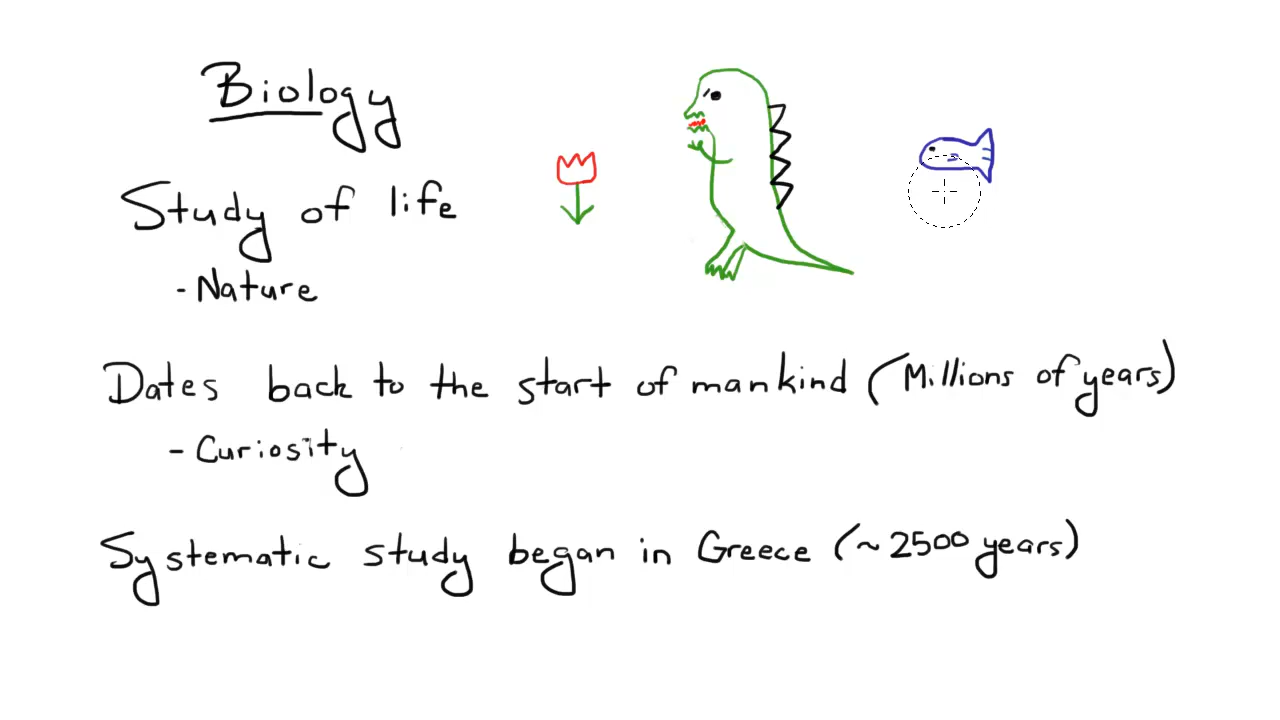 Biology
Study of life
- Nature
Dates back to the start of mankind (Millions of years)
- Curiosity
Systematic study began in Greece (~2500 years)